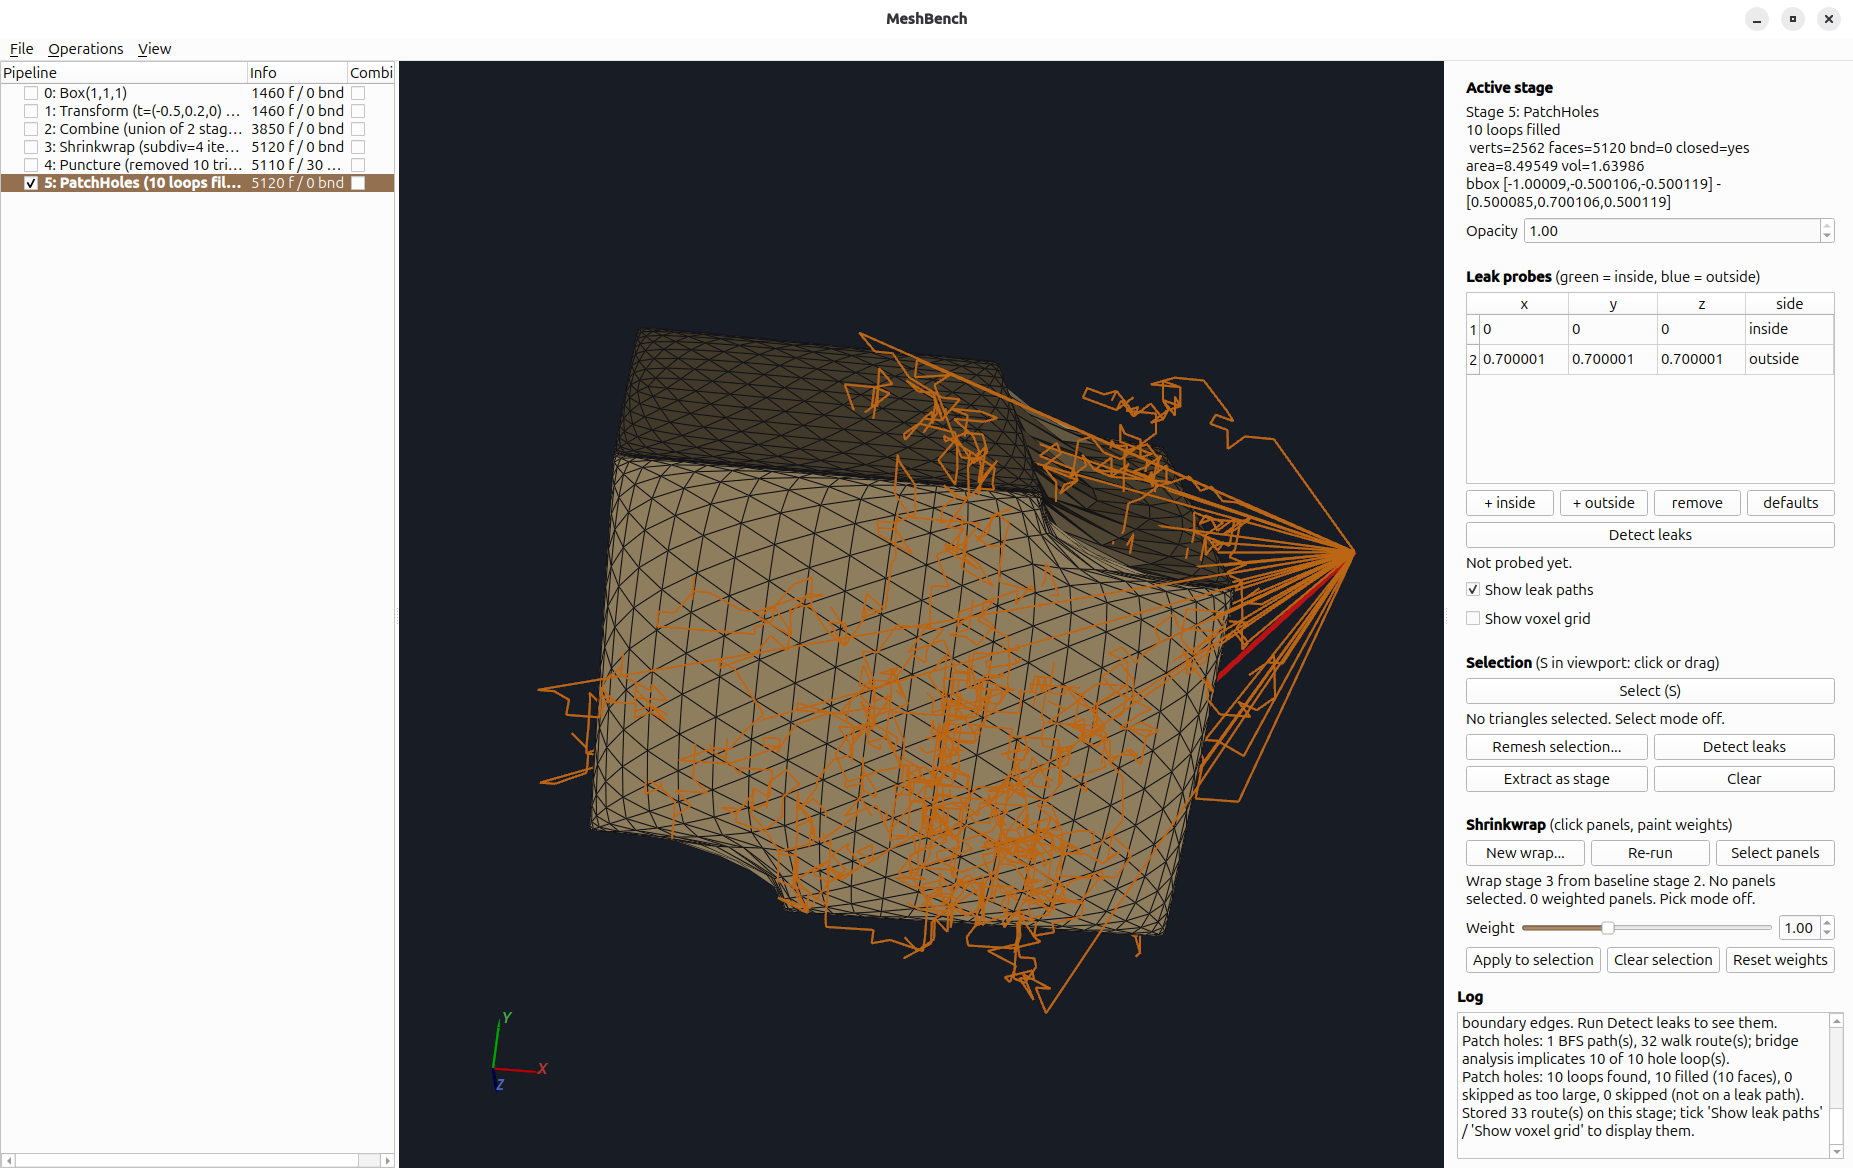 MeshBench
File Operations View
Pipeline Info Combi
0: Box(1,1,1) 1460 f / 0 bnd
1: Transform (t=(-0.5,0.2,0) ... 1460 f / 0 bnd
2: Combine (union of 2 stag... 3850 f / 0 bnd
3: Shrinkwrap (subdiv=4 ite... 5120 f / 0 bnd
4: Puncture (removed 10 tri... 5110 f / 30 ...
5: PatchHoles (10 loops fil... 5120 f / 0 bnd
Y
X
Z
Active stage
Stage 5: PatchHoles
10 loops filled
verts=2562 faces=5120 bnd=0 closed=yes
area=8.49549 vol=1.63986
bbox [-1.00009,-0.500106,-0.500119] -
[0.500085,0.700106,0.500119]
Opacity 1.00
Leak probes (green = inside, blue = outside)
x y z side
1 0 0 0 inside
2 0.700001 0.700001 0.700001 outside
+ inside + outside remove defaults
Detect leaks
Not probed yet.
Show leak paths
Show voxel grid
Selection (S in viewport: click or drag)
Select (S)
No triangles selected. Select mode off.
Remesh selection... Detect leaks
Extract as stage Clear
Shrinkwrap (click panels, paint weights)
New wrap... Re-run Select panels
Wrap stage 3 from baseline stage 2. No panels
selected. 0 weighted panels. Pick mode off.
Weight 1.00
Apply to selection Clear selection Reset weights
Log
boundary edges. Run Detect leaks to see them.
Patch holes: 1 BFS path(s), 32 walk route(s); bridge
analysis implicates 10 of 10 hole loop(s).
Patch holes: 10 loops found, 10 filled (10 faces), 0
skipped as too large, 0 skipped (not on a leak path).
Stored 33 route(s) on this stage; tick 'Show leak paths'
/ 'Show voxel grid' to display them.